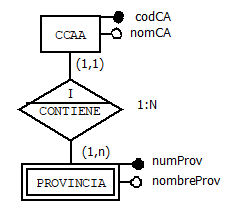 codCA
CCAA
nomCA
(1,1)
I
CONTIENE
1:N
(1,n)
numProv
PROVINCIA
nombreProv